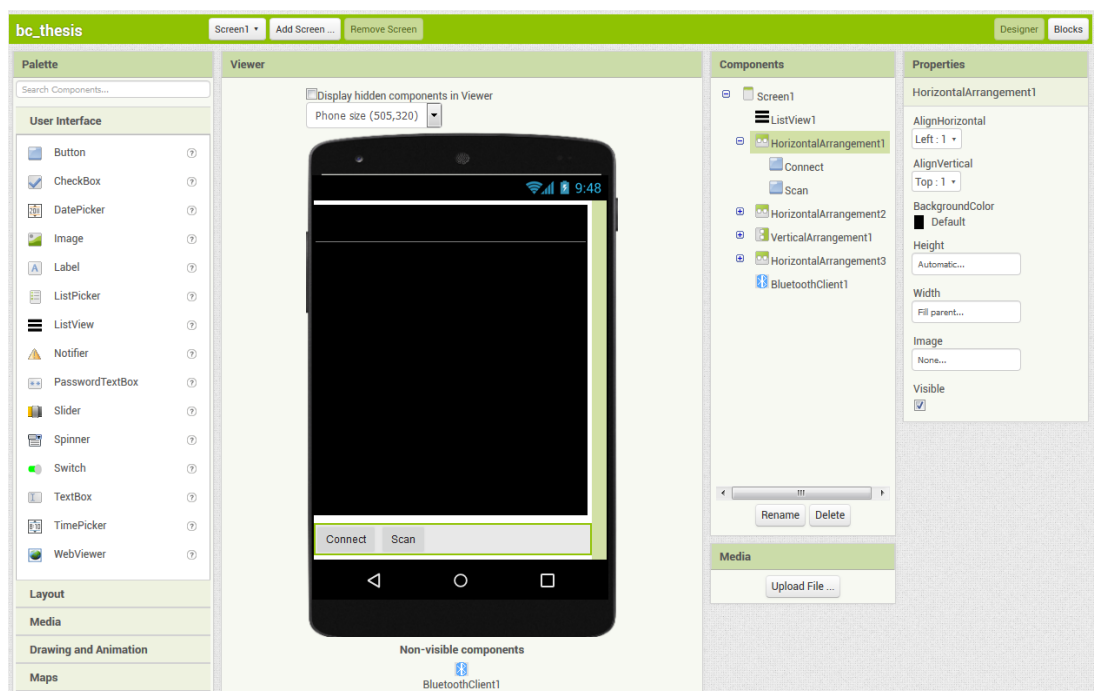 bc_thesis
Screen1
Add Screen ...
Remove Screen
Designer
Blocks
Palette
Search Components...
User Interface
Button
CheckBox
DatePicker
Image
Label
ListPicker
ListView
Notifier
PasswordTextBox
Slider
Spinner
Switch
TextBox
TimePicker
WebViewer
Layout
Media
Drawing and Animation
Maps
Viewer
Display hidden components in Viewer
Phone size (505,320)
9:48
Connect Scan
Non-visible components
BluetoothClient1
Components
Screen1
ListView1
HorizontalArrangement1
Connect
Scan
HorizontalArrangement2
VerticalArrangement1
HorizontalArrangement3
BluetoothClient1
Rename Delete
Media
Upload File ...
Properties
HorizontalArrangement1
AlignHorizontal
Left : 1
AlignVertical
Top : 1
BackgroundColor
Default
Height
Automatic...
Width
Fill parent...
Image
None...
Visible